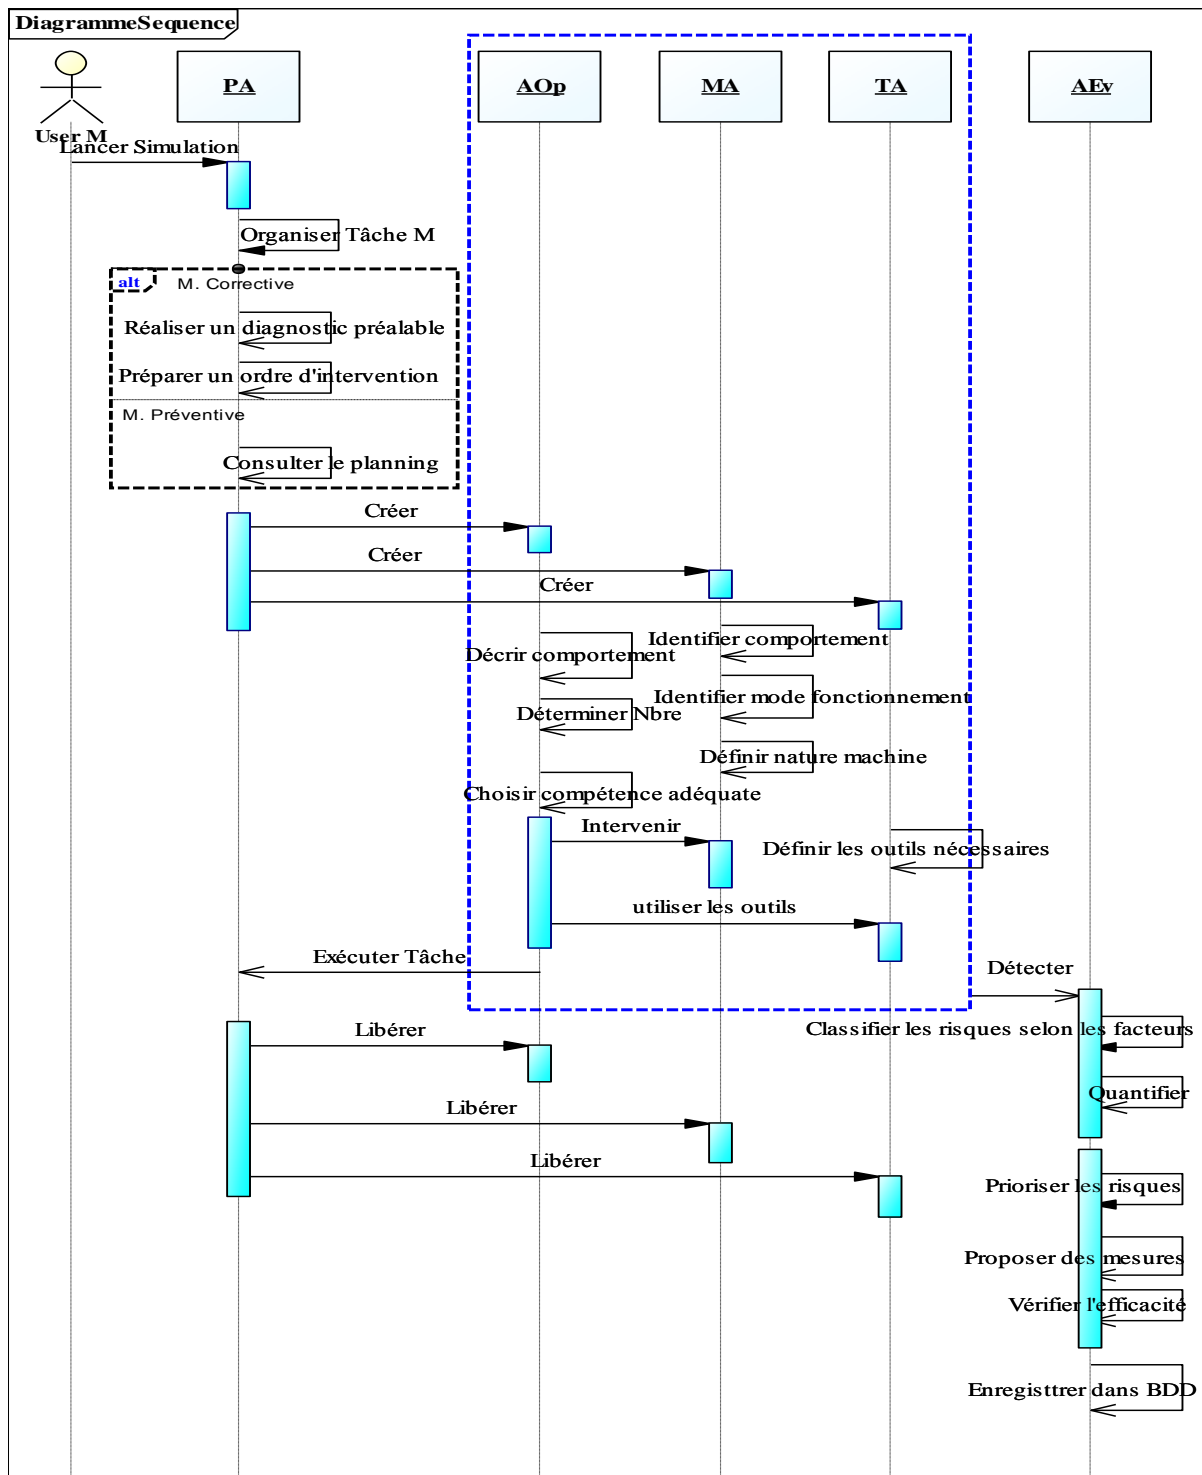 DiagrammeSequence
User M
PA
AOp
MA
TA
AEv
Lancer Simulation
Organiser Tâche M
alt
M. Corrective
Réaliser un diagnostic préalable
Préparer un ordre d'intervention
M. Préventive
Consulter le planning
Créer
Créer
Créer
Identifier comportement
Décrir comportement
Identifier mode fonctionnement
Déterminer Nbre
Définir nature machine
Choisir compétence adéquate
Intervenir
Définir les outils nécessaires
utiliser les outils
Exécuter Tâche
Détecter
Classifier les risques selon les facteurs
Libérer
Quantifier
Libérer
Libérer
Prioriser les risques
Proposer des mesures
Vérifier l'efficacité
Enregisttrer dans BDD